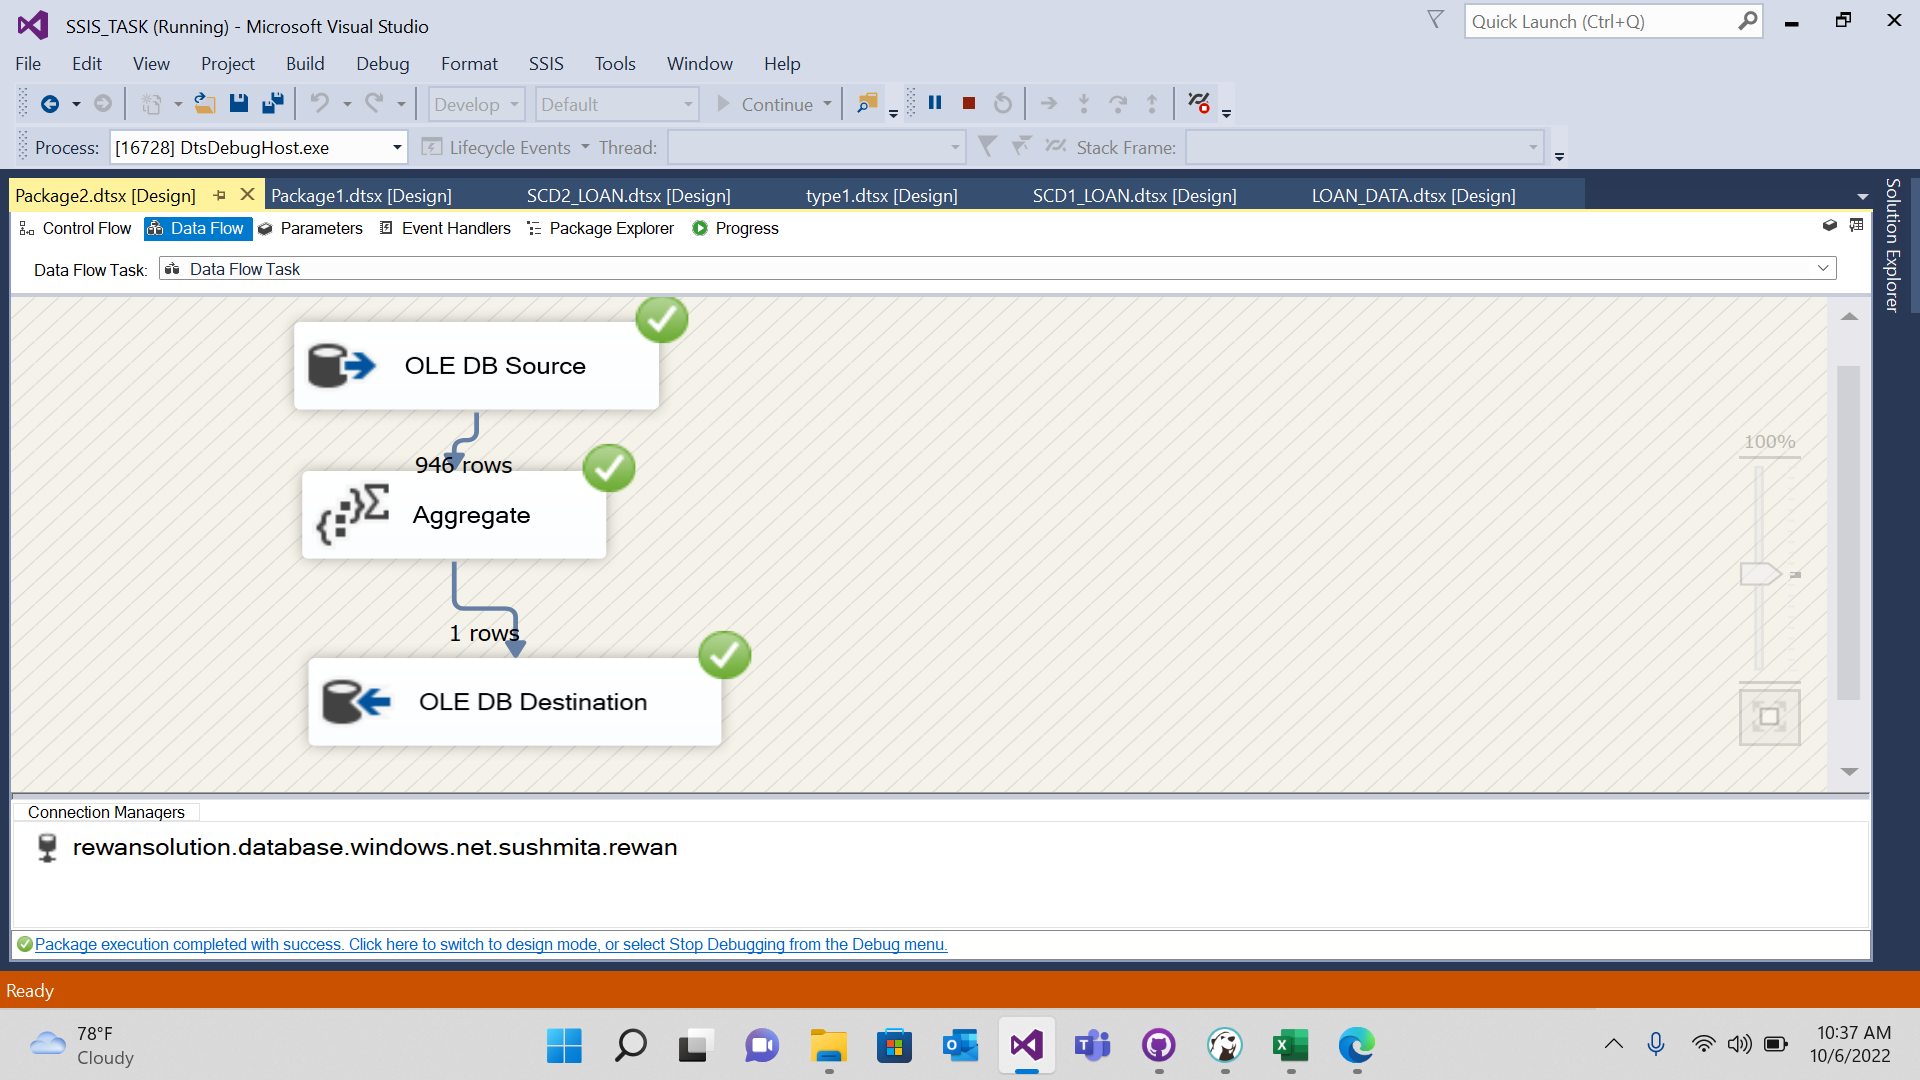 SSIS_TASK (Running) - Microsoft Visual Studio
Quick Launch (Ctrl+Q)
File Edit View Project Build Debug Format SSIS Tools Window Help
Develop Default Continue
Process: [16728] DtsDebugHost.exe Lifecycle Events Thread: Stack Frame:
Package2.dtsx [Design] Package1.dtsx [Design] SCD2_LOAN.dtsx [Design] type1.dtsx [Design] SCD1_LOAN.dtsx [Design] LOAN_DATA.dtsx [Design]
Solution Explorer
Control Flow Data Flow Parameters Event Handlers Package Explorer Progress
Data Flow Task: Data Flow Task
OLE DB Source
946 rows
Aggregate
1 rows
OLE DB Destination
100%
Connection Managers
rewansolution.database.windows.net.sushmita.rewan
Package execution completed with success. Click here to switch to design mode, or select Stop Debugging from the Debug menu.
Ready
78°F
Cloudy
10:37 AM
10/6/2022